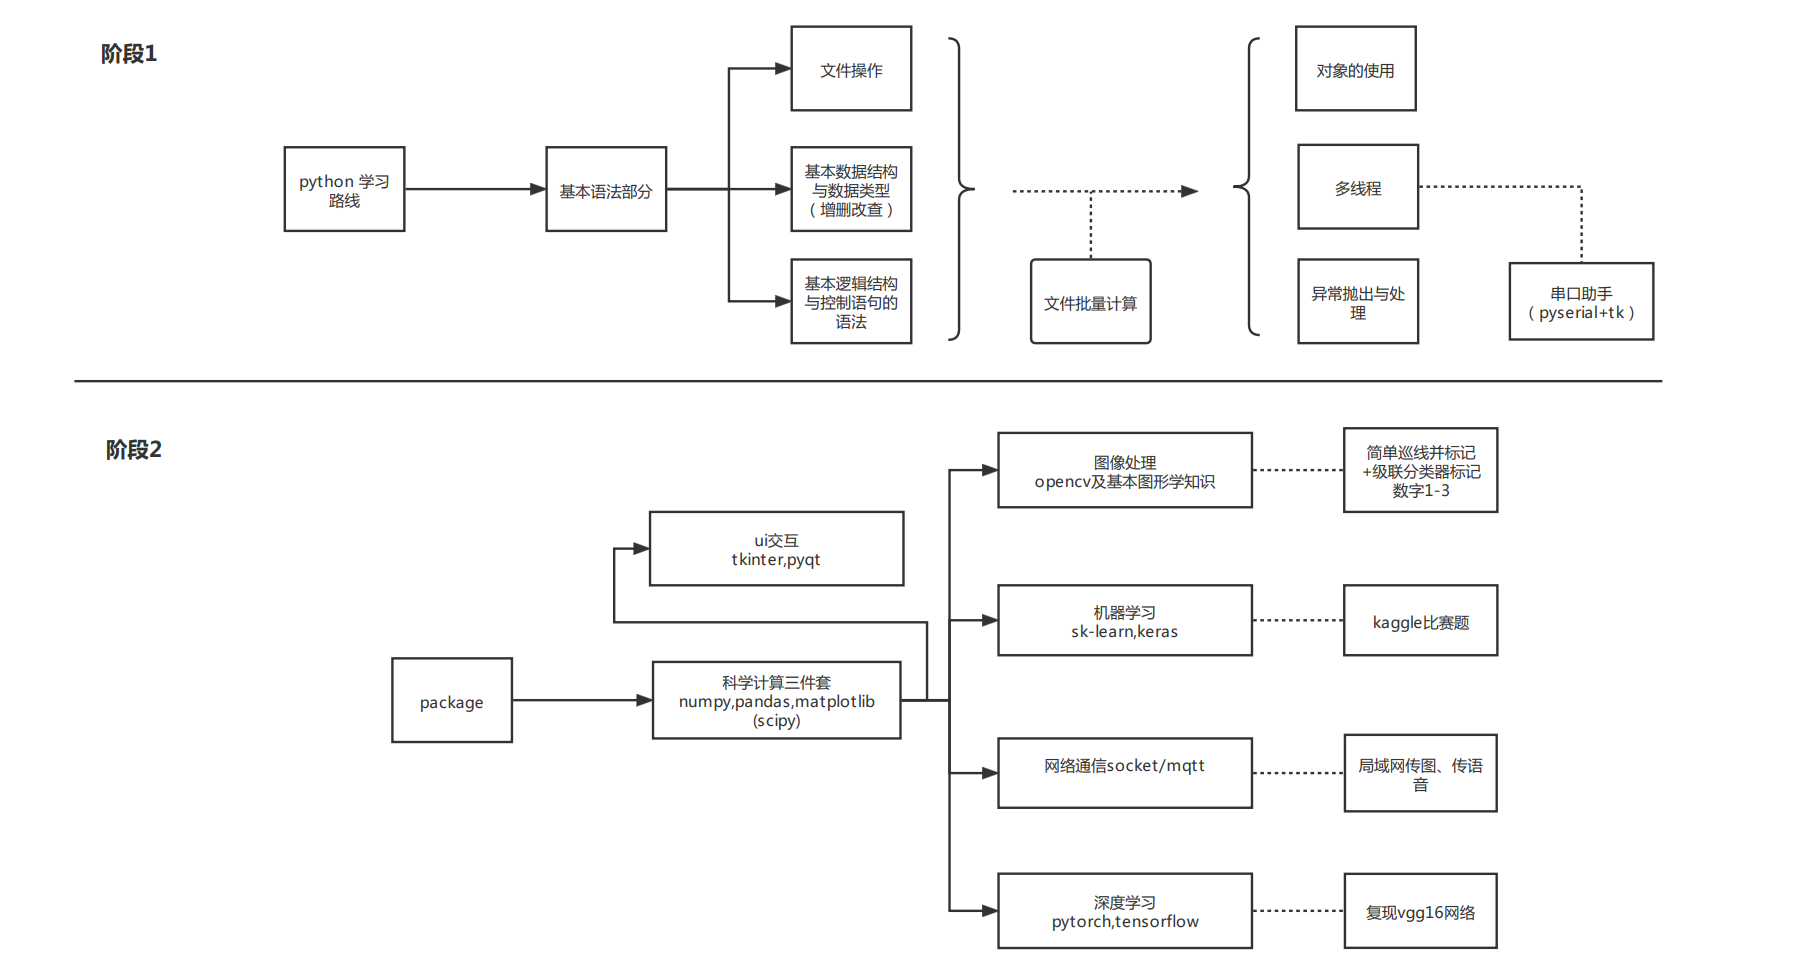 阶段1
文件操作
对象的使用
python 学习
路线
基本语法部分
基本数据结构
与数据类型
（增删改查）
多线程
基本逻辑结构
与控制语句的
语法
文件批量计算
异常抛出与处
理
串口助手
（pyserial+tk）
阶段2
图像处理
opencv及基本图形学知识
简单巡线并标记
+级联分类器标记
数字1-3
ui交互
tkinter,pyqt
机器学习
sk-learn,keras
kaggle比赛题
package
科学计算三件套
numpy,pandas,matplotlib
(scipy)
网络通信socket/mqtt
局域网传图、传语
音
深度学习
pytorch,tensorflow
复现vgg16网络